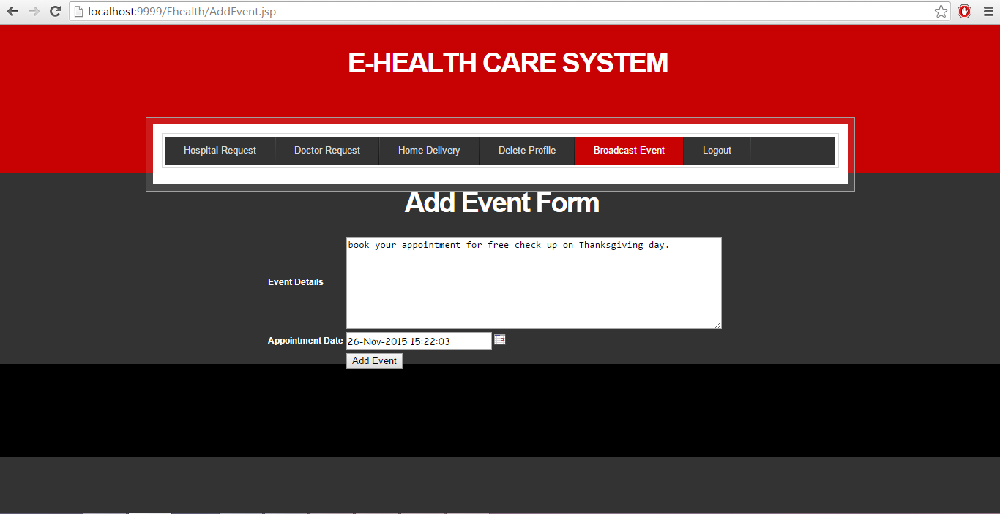 localhost:9999/Ehealth/AddEvent.jsp
E-HEALTH CARE SYSTEM
Hospital Request Doctor Request Home Delivery Delete Profile Broadcast Event Logout
Add Event Form
book your appointment for free check up on Thanksgiving day.
Event Details
Appointment Date 26-Nov-2015 15:22:03
Add Event